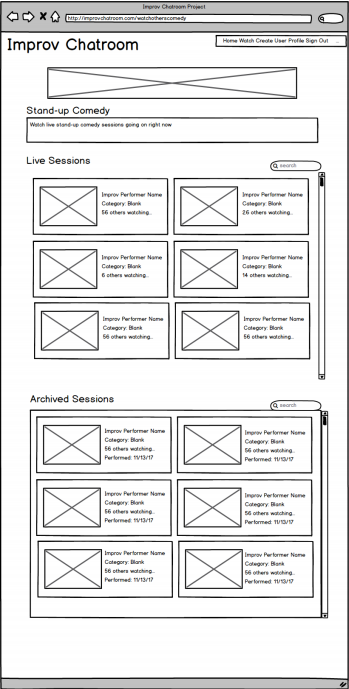 Improv Chatroom Project
http://improvchatroom.com/watchotherscomedy
Improv Chatroom
Home Watch Create User Profile Sign Out ...
Stand-up Comedy
Watch live stand-up comedy sessions going on right now
Live Sessions
search
Improv Performer Name
Category: Blank
56 others watching..
Improv Performer Name
Category: Blank
26 others watching..
Improv Performer Name
Category: Blank
6 others watching..
Improv Performer Name
Category: Blank
14 others watching..
Improv Performer Name
Category: Blank
56 others watching..
Improv Performer Name
Category: Blank
56 others watching..
Archived Sessions
search
Improv Performer Name
Category: Blank
56 others watching..
Performed: 11/13/17
Improv Performer Name
Category: Blank
56 others watching..
Performed: 11/13/17
Improv Performer Name
Category: Blank
56 others watching..
Performed: 11/13/17
Improv Performer Name
Category: Blank
56 others watching..
Performed: 11/13/17
Improv Performer Name
Category: Blank
56 others watching..
Performed: 11/13/17
Improv Performer Name
Category: Blank
56 others watching..
Performed: 11/13/17